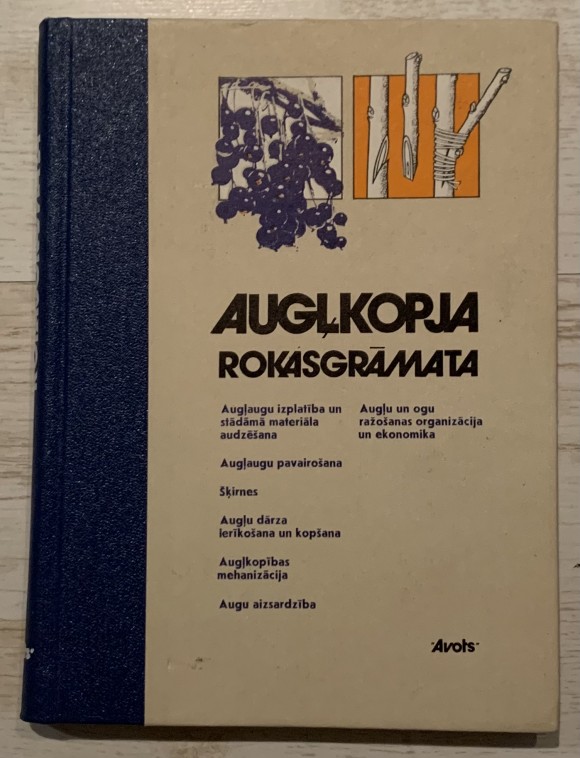 AUGĻKOPJA
ROKASGRĀMATA
Augļaugu izplatība un
stādāmā materiāla
audzēšana
Augļaugu pavairošana
Šķirnes
Augļu dārza
ierīkošana un kopšana
Augļkopības
mehanizācija
Augu aizsardzība
Augļu un ogu
ražošanas organizācija
un ekonomika
"Avots"